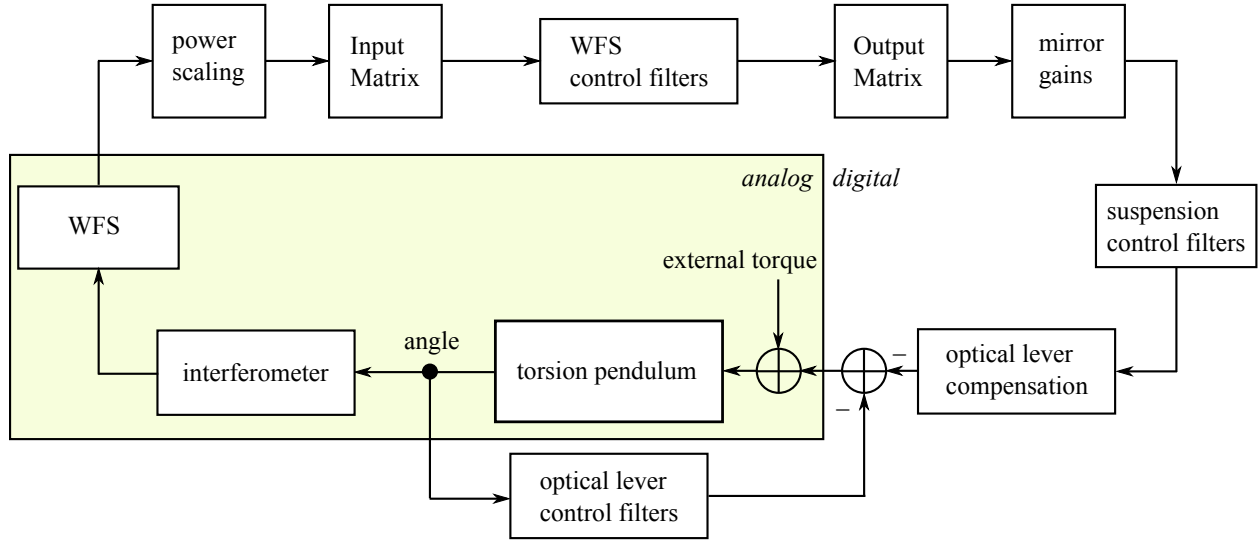 power
scaling
Input
Matrix
WFS
control filters
Output
Matrix
mirror
gains
analog
digital
WFS
suspension
control filters
external torque
angle
interferometer
torsion pendulum
–
–
optical lever
compensation
optical lever
control filters